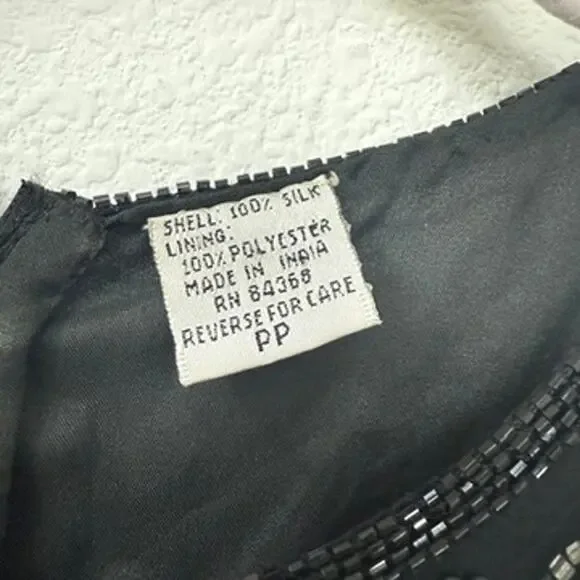 SHELL: 100% SILK
LINING:
100% POLYESTER
MADE IN INDIA
RN 84368
REVERSE FOR CARE
PP